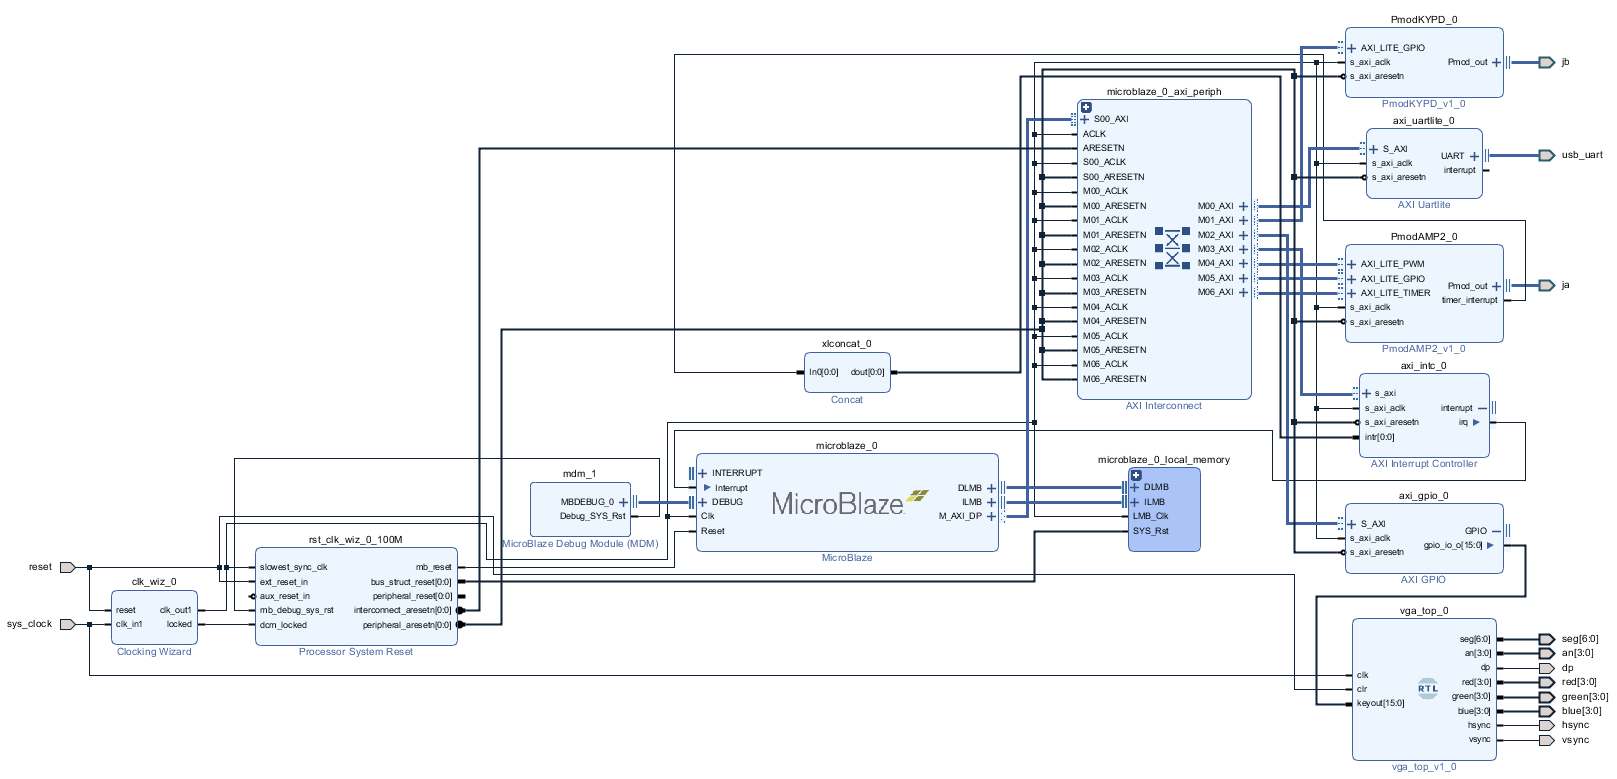 PmodKYPD_0
AXI_LITE_GPIO
s_axi_aclk
s_axi_aresetn
Pmod_out
jb
PmodKYPD_v1_0
axi_uartlite_0
S_AXI
s_axi_aclk
s_axi_aresetn
UART
interrupt
usb_uart
AXI Uartlite
microblaze_0_axi_periph
S00_AXI
ACLK
ARESETN
S00_ACLK
S00_ARESETN
M00_ACLK
M00_ARESETN
M01_ACLK
M01_ARESETN
M02_ACLK
M02_ARESETN
M03_ACLK
M03_ARESETN
M04_ACLK
M04_ARESETN
M05_ACLK
M05_ARESETN
M06_ACLK
M06_ARESETN
M00_AXI
M01_AXI
M02_AXI
M03_AXI
M04_AXI
M05_AXI
M06_AXI
AXI Interconnect
PmodAMP2_0
AXI_LITE_PWM
AXI_LITE_GPIO
AXI_LITE_TIMER
s_axi_aclk
s_axi_aresetn
Pmod_out
timer_interrupt
ja
PmodAMP2_v1_0
xlconcat_0
In0[0:0]
dout[0:0]
Concat
axi_intc_0
s_axi
s_axi_aclk
s_axi_aresetn
intr[0:0]
interrupt
irq
AXI Interrupt Controller
microblaze_0
INTERRUPT
Interrupt
DEBUG
Clk
Reset
MicroBlaze
DLMB
ILMB
M_AXI_DP
MicroBlaze
microblaze_0_local_memory
DLMB
ILMB
LMB_Clk
SYS_Rst
mdm_1
MBDEBUG_0
Debug_SYS_Rst
MicroBlaze Debug Module (MDM)
axi_gpio_0
S_AXI
s_axi_aclk
s_axi_aresetn
GPIO
gpio_io_o[15:0]
AXI GPIO
reset
sys_clock
clk_wiz_0
reset
clk_in1
clk_out1
locked
Clocking Wizard
rst_clk_wiz_0_100M
slowest_sync_clk
ext_reset_in
aux_reset_in
mb_debug_sys_rst
dcm_locked
mb_reset
bus_struct_reset[0:0]
peripheral_reset[0:0]
interconnect_aresetn[0:0]
peripheral_aresetn[0:0]
Processor System Reset
vga_top_0
clk
clr
keyout[15:0]
RTL
seg[6:0]
an[3:0]
dp
red[3:0]
green[3:0]
blue[3:0]
hsync
vsync
seg[6:0]
an[3:0]
dp
red[3:0]
green[3:0]
blue[3:0]
hsync
vsync
vga_top_v1_0